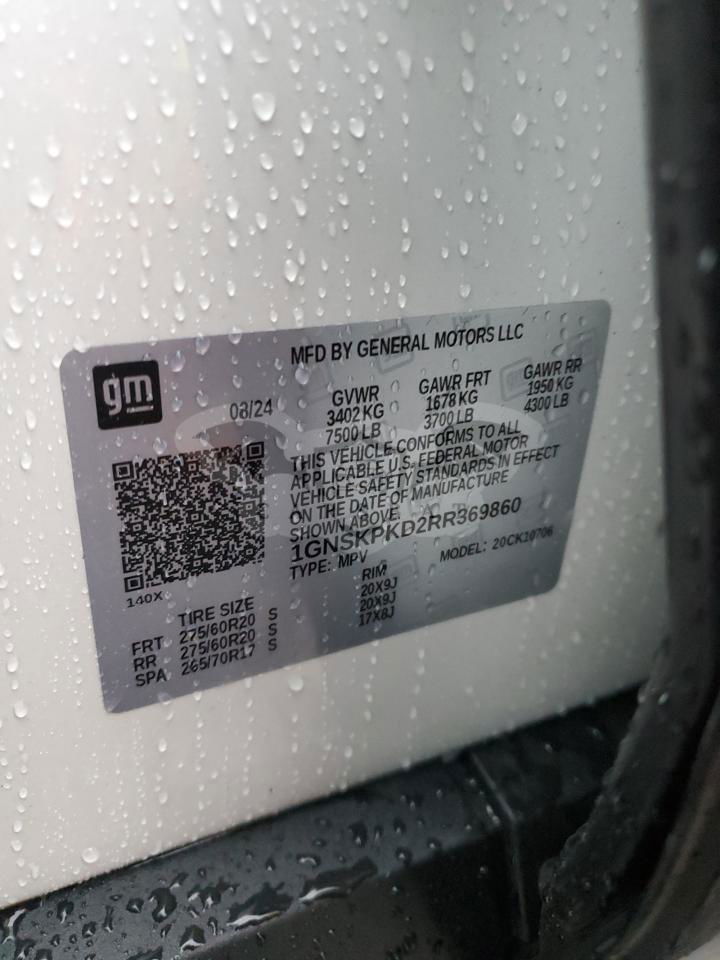 gm
MFD BY GENERAL MOTORS LLC
08/24
GVWR GAWR FRT GAWR RR
3402 KG 1678 KG 1950 KG
7500 LB 3700 LB 4300 LB
THIS VEHICLE CONFORMS TO ALL
APPLICABLE U.S. FEDERAL MOTOR
VEHICLE SAFETY STANDARDS IN EFFECT
ON THE DATE OF MANUFACTURE
SHOWN ABOVE.
1GNSKPKD2RR369860
TYPE: MPV MODEL: 20CK10706
140X
TIRE SIZE RIM
FRT 275/60R20 S 20X9J
RR 275/60R20 S 20X9J
SPA 265/70R17 S 17X8J